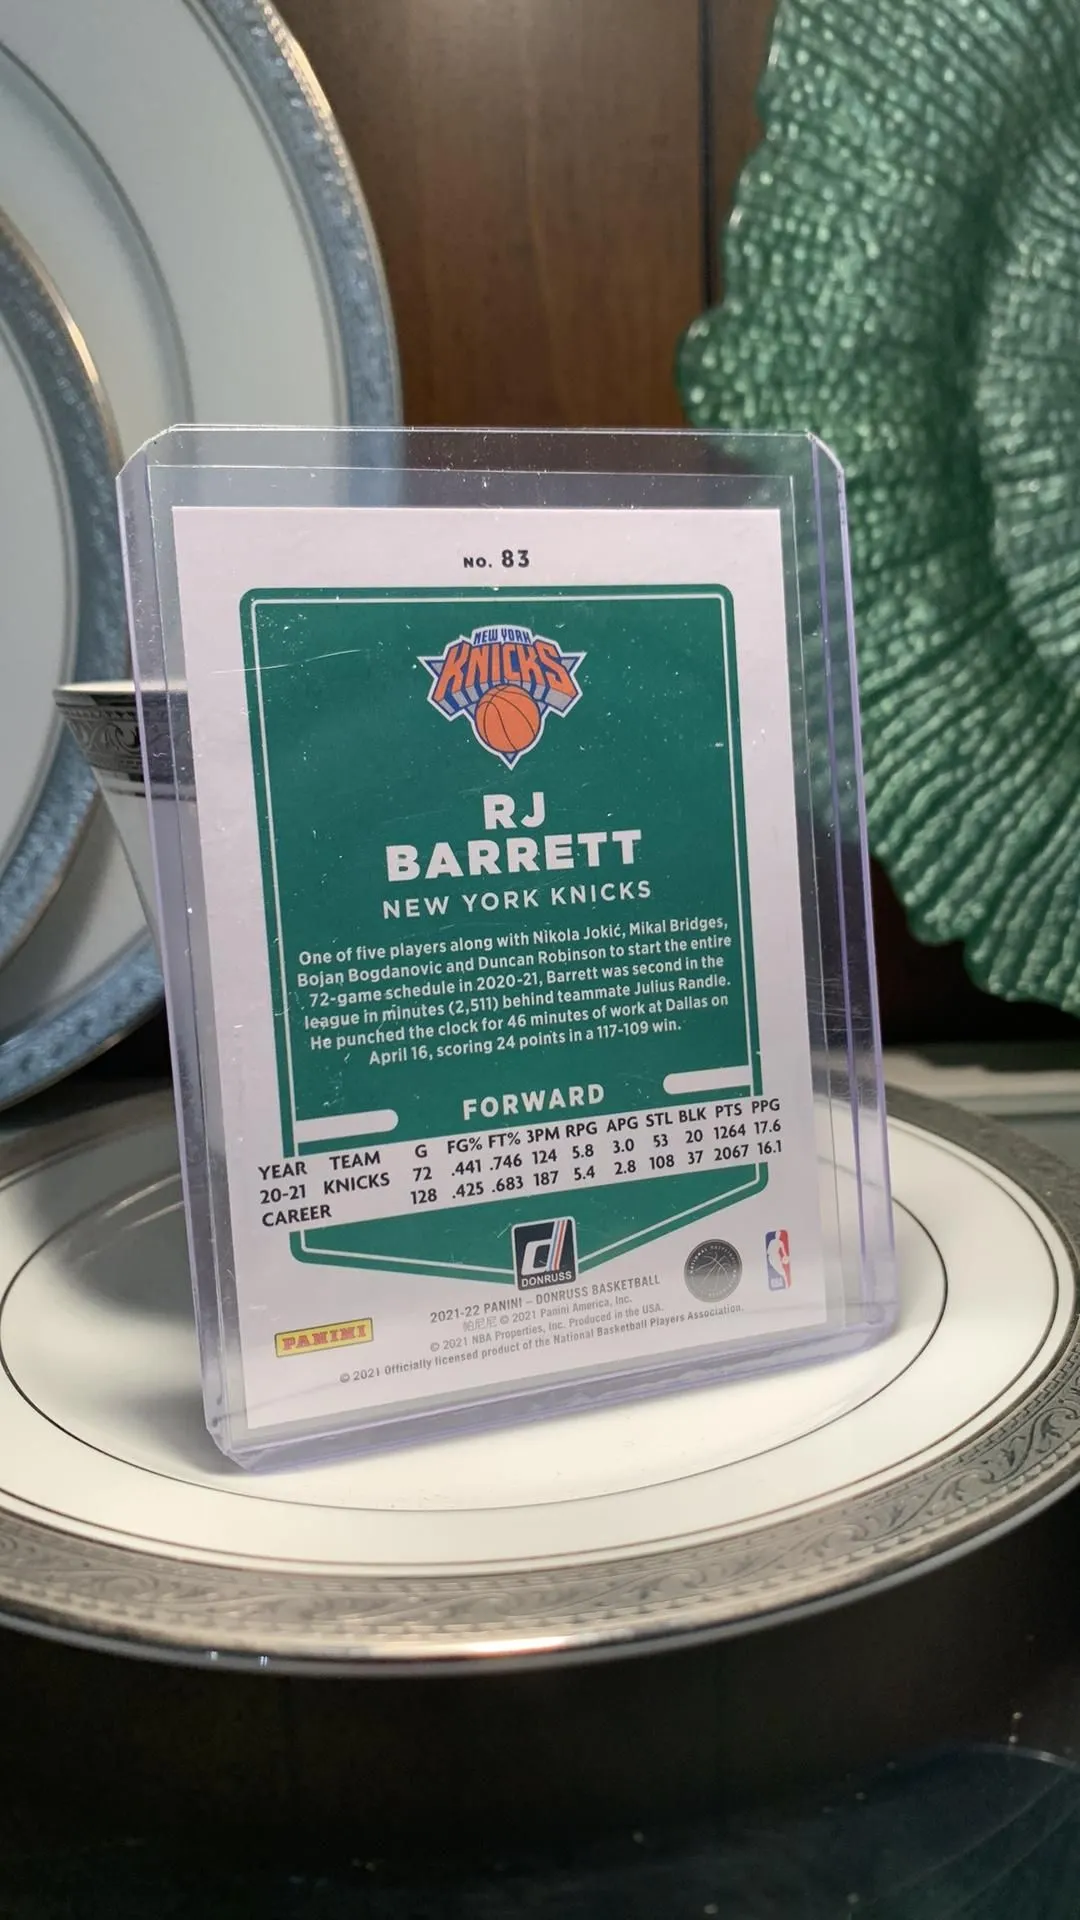 NO. 83
NEW YORK
KNICKS
RJ
BARRETT
NEW YORK KNICKS
One of five players along with Nikola Jokić, Mikal Bridges,
Bojan Bogdanovic and Duncan Robinson to start the entire
72-game schedule in 2020-21, Barrett was second in the
league in minutes (2,511) behind teammate Julius Randle.
He punched the clock for 46 minutes of work at Dallas on
April 16, scoring 24 points in a 117-109 win.
FORWARD
YEAR TEAM G FG% FT% 3PM RPG APG STL BLK PTS PPG
20-21 KNICKS 72 .441 .746 124 5.8 3.0 53 20 1264 17.6
CAREER 128 .425 .683 187 5.4 2.8 108 37 2067 16.1
DONRUSS
PANINI
2021-22 PANINI – DONRUSS BASKETBALL
帕尼尼 © 2021 Panini America, Inc.
© 2021 NBA Properties, Inc. Produced in the USA.
© 2021 Officially licensed product of the National Basketball Players Association.